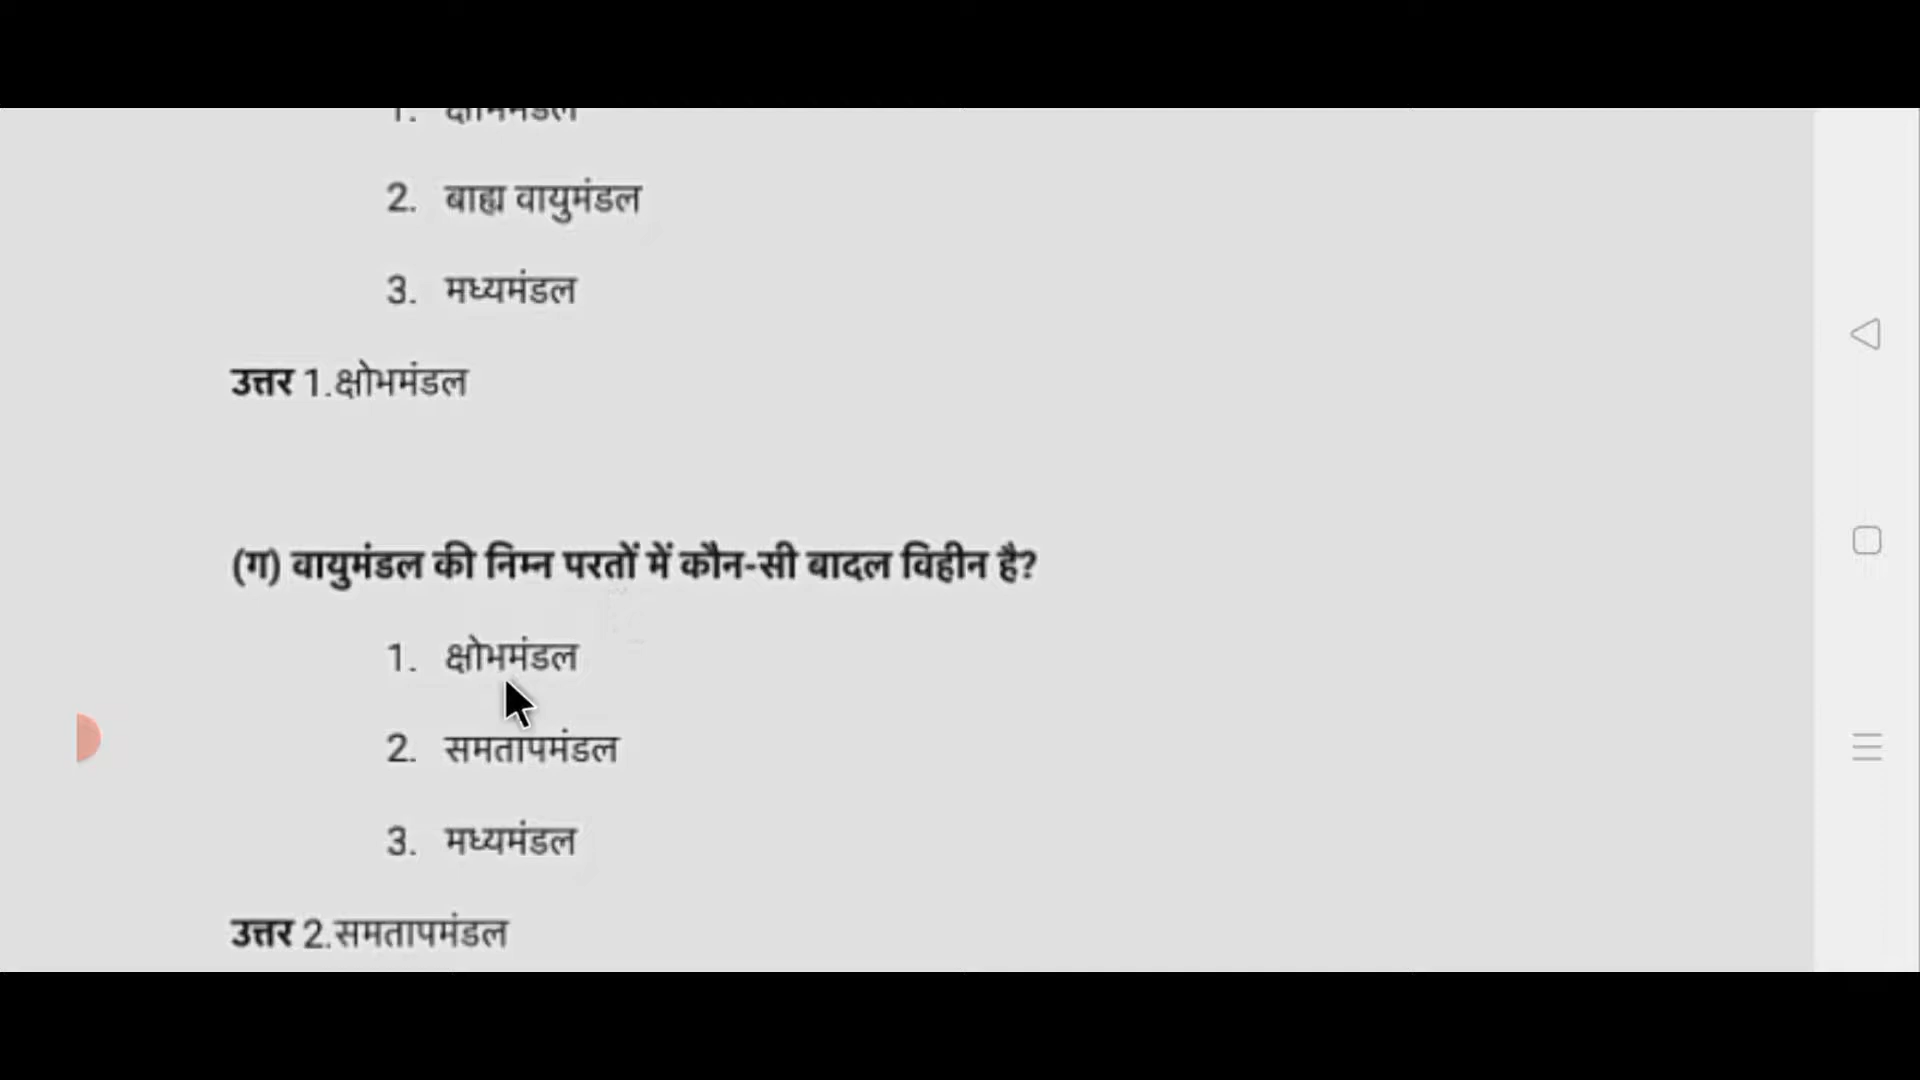 2. बाह्य वायुमंडल
3. मध्यमंडल
उत्तर 1.क्षोभमंडल
(ग) वायुमंडल की निम्न परतों में कौन-सी बादल विहीन है?
1. क्षोभमंडल
2. समतापमंडल
3. मध्यमंडल
उत्तर 2.समतापमंडल